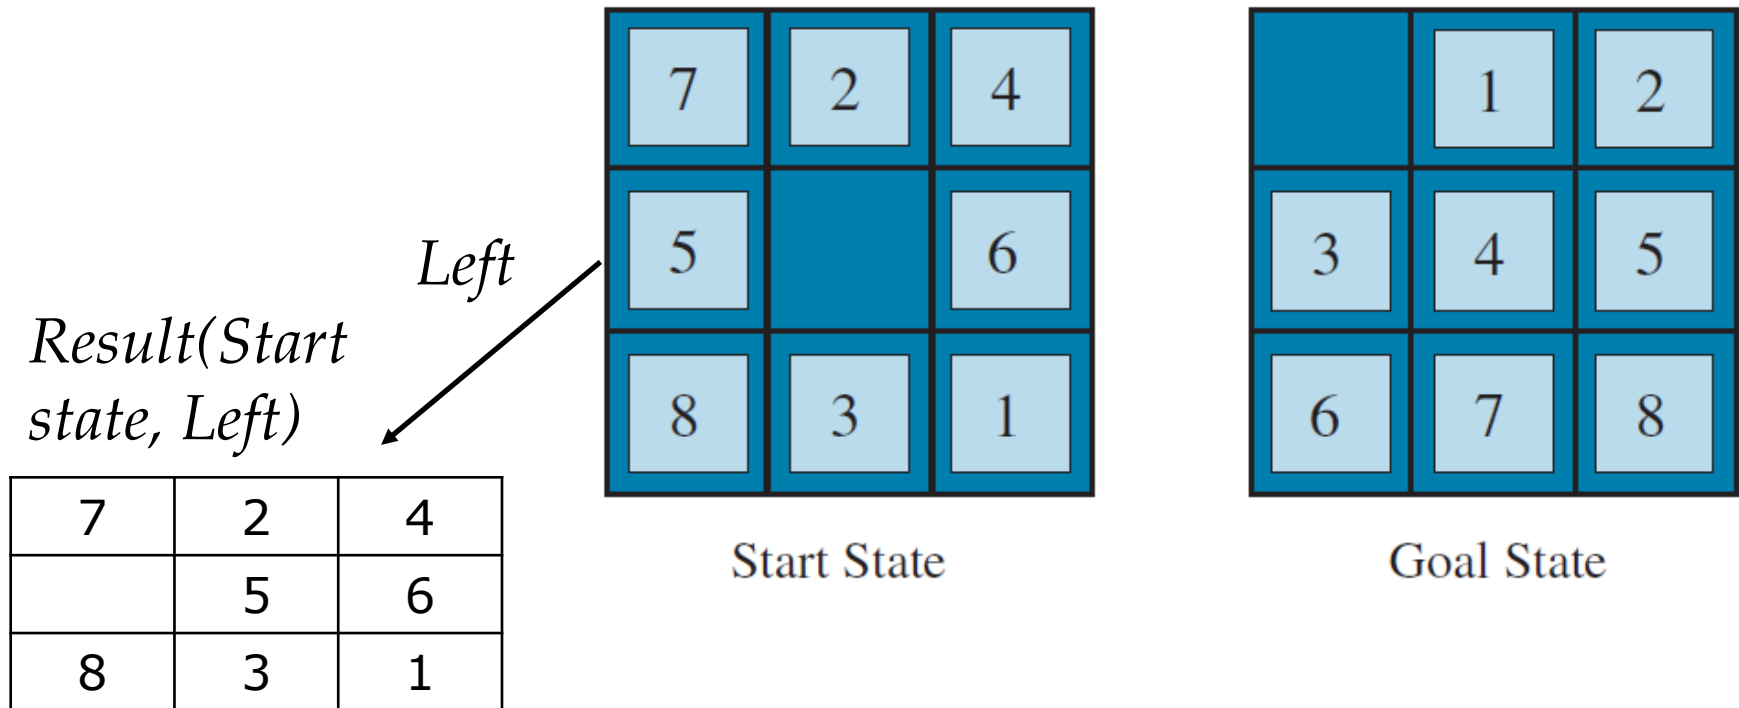 7 2 4
5 6
8 3 1
Start State
1 2
3 4 5
6 7 8
Goal State
Left
Result(Start
state, Left)
7 2 4
5 6
8 3 1